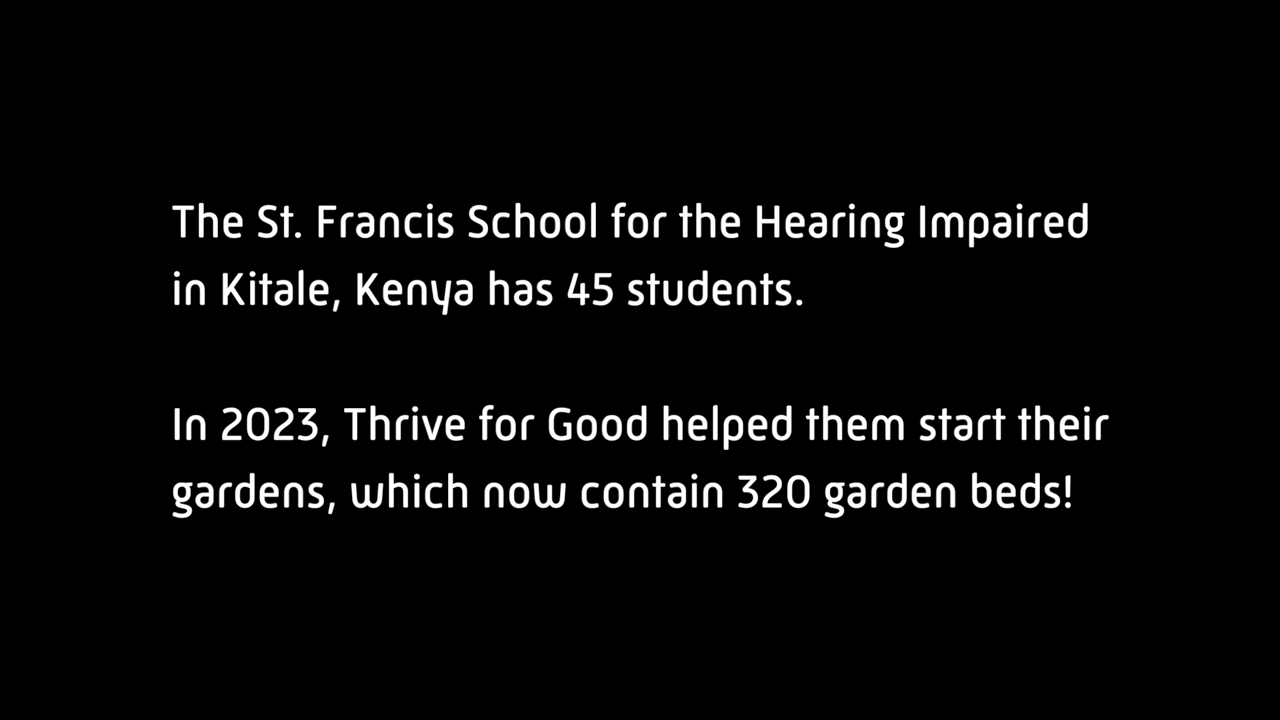 The St. Francis School for the Hearing Impaired
in Kitale, Kenya has 45 students.
In 2023, Thrive for Good helped them start their
gardens, which now contain 320 garden beds!